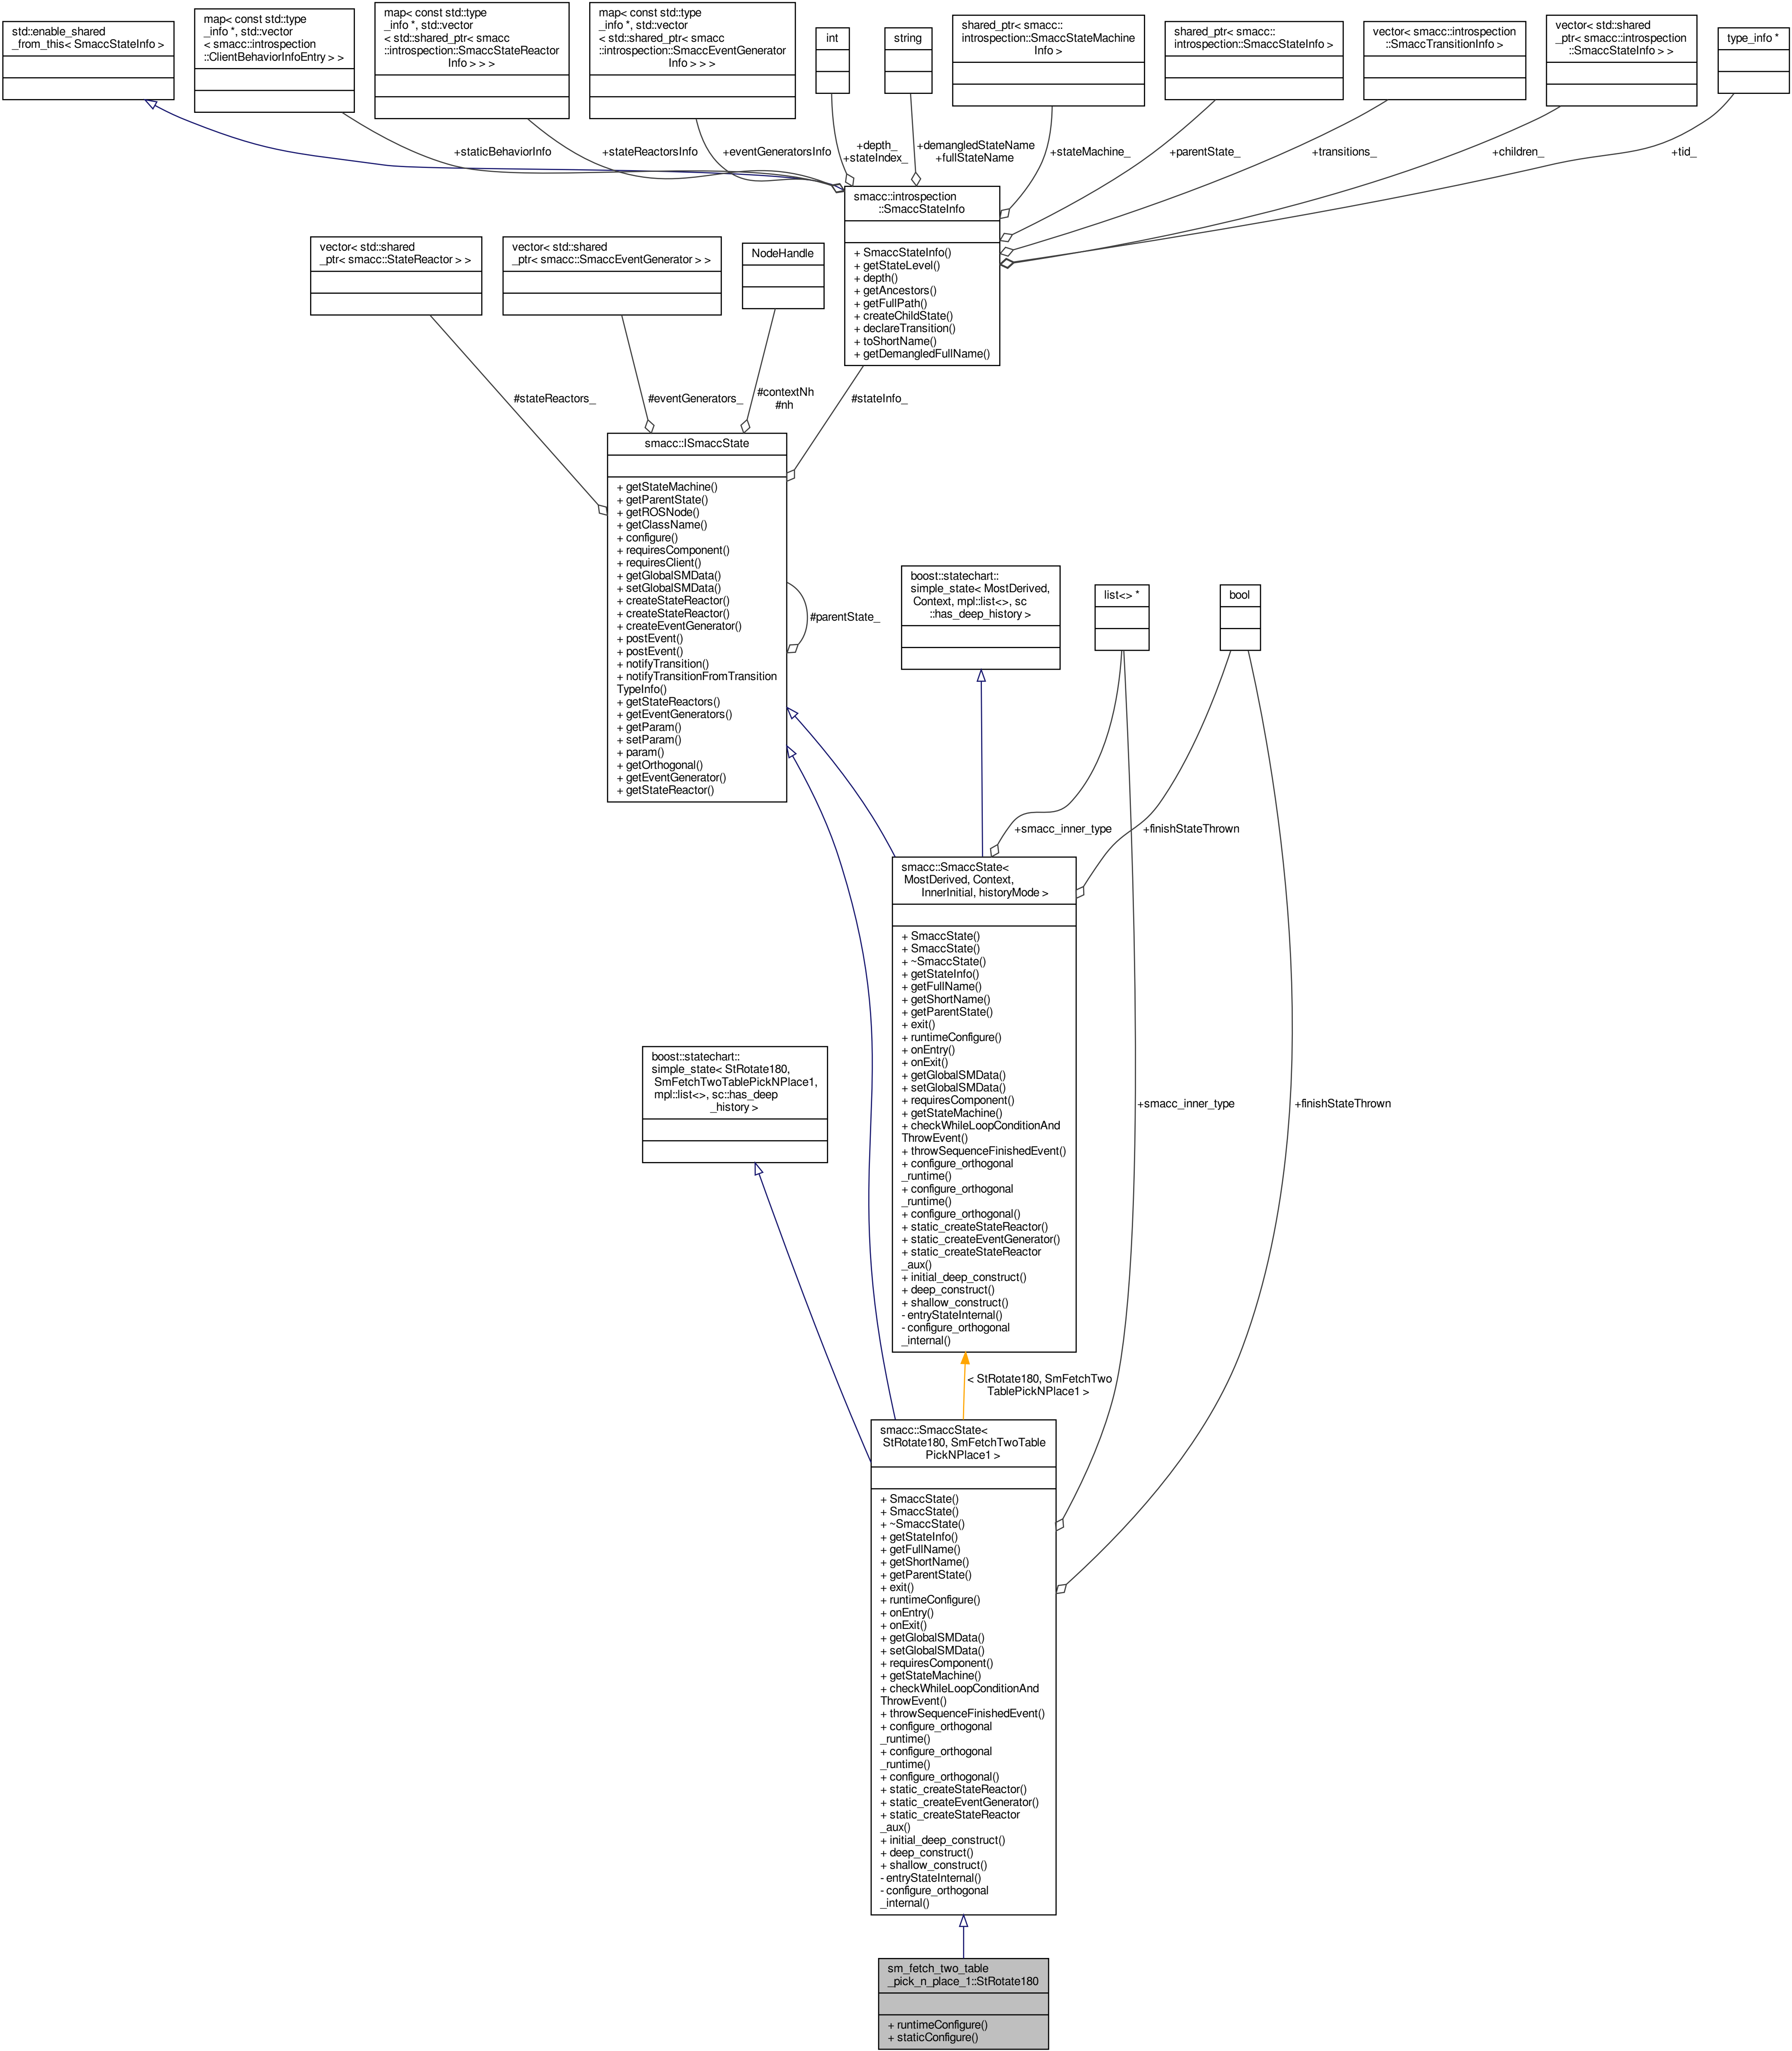 std::enable_shared
_from_this< SmaccStateInfo >
map< const std::type
_info *, std::vector
< smacc::introspection
::ClientBehaviorInfoEntry > >
map< const std::type
_info *, std::vector
< std::shared_ptr< smacc
::introspection::SmaccStateReactor
Info > > >
map< const std::type
_info *, std::vector
< std::shared_ptr< smacc
::introspection::SmaccEventGenerator
Info > > >
int
string
shared_ptr< smacc::
introspection::SmaccStateMachine
Info >
shared_ptr< smacc::
introspection::SmaccStateInfo >
vector< smacc::introspection
::SmaccTransitionInfo >
vector< std::shared
_ptr< smacc::introspection
::SmaccStateInfo > >
type_info *
+staticBehaviorInfo
+stateReactorsInfo
+eventGeneratorsInfo
+depth_
+stateIndex_
+demangledStateName
+fullStateName
+stateMachine_
+parentState_
+transitions_
+children_
+tid_
smacc::introspection
::SmaccStateInfo
+ SmaccStateInfo()
+ getStateLevel()
+ depth()
+ getAncestors()
+ getFullPath()
+ createChildState()
+ declareTransition()
+ toShortName()
+ getDemangledFullName()
vector< std::shared
_ptr< smacc::StateReactor > >
vector< std::shared
_ptr< smacc::SmaccEventGenerator > >
NodeHandle
#stateReactors_
#eventGenerators_
#contextNh
#nh
#stateInfo_
smacc::ISmaccState
+ getStateMachine()
+ getParentState()
+ getROSNode()
+ getClassName()
+ configure()
+ requiresComponent()
+ requiresClient()
+ getGlobalSMData()
+ setGlobalSMData()
+ createStateReactor()
+ createStateReactor()
+ createEventGenerator()
+ postEvent()
+ postEvent()
+ notifyTransition()
+ notifyTransitionFromTransition
TypeInfo()
+ getStateReactors()
+ getEventGenerators()
+ getParam()
+ setParam()
+ param()
+ getOrthogonal()
+ getEventGenerator()
+ getStateReactor()
#parentState_
boost::statechart::
simple_state< MostDerived,
Context, mpl::list<>, sc
::has_deep_history >
list<> *
bool
+smacc_inner_type
+finishStateThrown
smacc::SmaccState<
MostDerived, Context,
InnerInitial, historyMode >
+ SmaccState()
+ SmaccState()
+ ~SmaccState()
+ getStateInfo()
+ getFullName()
+ getShortName()
+ getParentState()
+ exit()
+ runtimeConfigure()
+ onEntry()
+ onExit()
+ getGlobalSMData()
+ setGlobalSMData()
+ requiresComponent()
+ getStateMachine()
+ checkWhileLoopConditionAnd
ThrowEvent()
+ throwSequenceFinishedEvent()
+ configure_orthogonal
_runtime()
+ configure_orthogonal
_runtime()
+ configure_orthogonal()
+ static_createStateReactor()
+ static_createEventGenerator()
+ static_createStateReactor
_aux()
+ initial_deep_construct()
+ deep_construct()
+ shallow_construct()
- entryStateInternal()
- configure_orthogonal
_internal()
boost::statechart::
simple_state< StRotate180,
SmFetchTwoTablePickNPlace1,
mpl::list<>, sc::has_deep
_history >
+smacc_inner_type
+finishStateThrown
< StRotate180, SmFetchTwo
TablePickNPlace1 >
smacc::SmaccState<
StRotate180, SmFetchTwoTable
PickNPlace1 >
+ SmaccState()
+ SmaccState()
+ ~SmaccState()
+ getStateInfo()
+ getFullName()
+ getShortName()
+ getParentState()
+ exit()
+ runtimeConfigure()
+ onEntry()
+ onExit()
+ getGlobalSMData()
+ setGlobalSMData()
+ requiresComponent()
+ getStateMachine()
+ checkWhileLoopConditionAnd
ThrowEvent()
+ throwSequenceFinishedEvent()
+ configure_orthogonal
_runtime()
+ configure_orthogonal
_runtime()
+ configure_orthogonal()
+ static_createStateReactor()
+ static_createEventGenerator()
+ static_createStateReactor
_aux()
+ initial_deep_construct()
+ deep_construct()
+ shallow_construct()
- entryStateInternal()
- configure_orthogonal
_internal()
sm_fetch_two_table
_pick_n_place_1::StRotate180
+ runtimeConfigure()
+ staticConfigure()